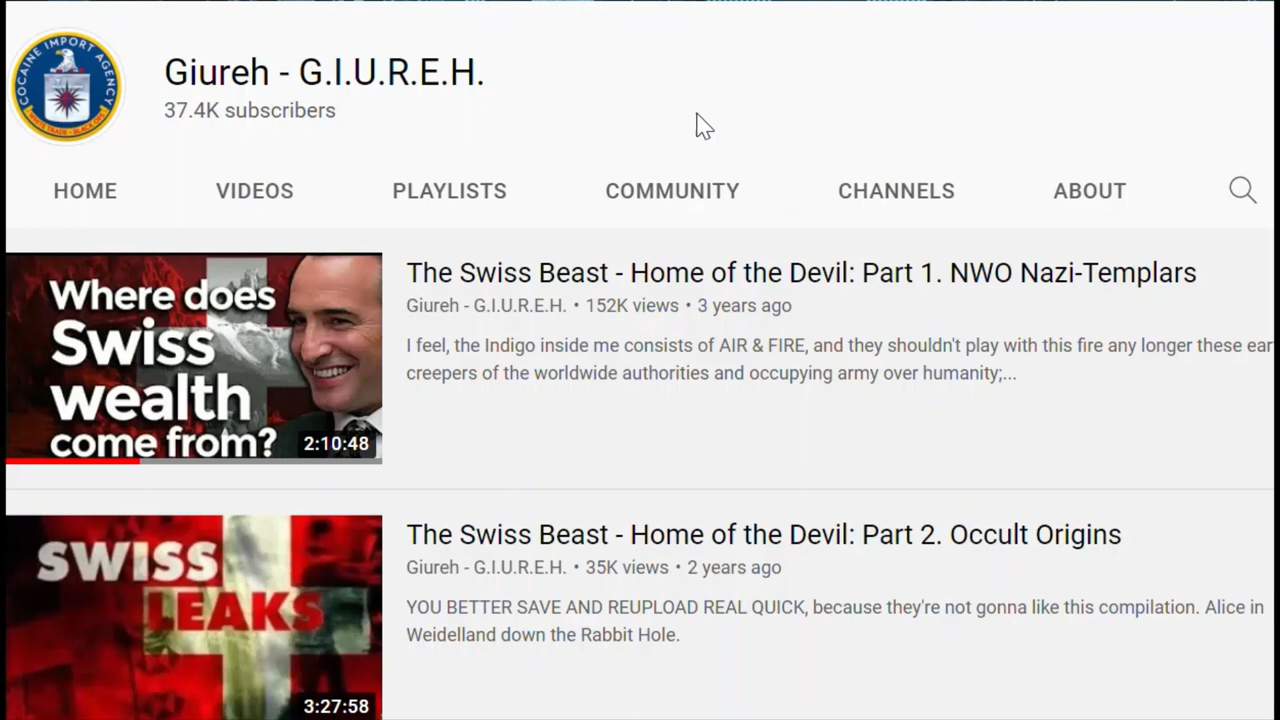 COCAINE IMPORT AGENCY
WHITE TRADE · BLACK OPS
Giureh - G.I.U.R.E.H.
37.4K subscribers
HOME VIDEOS PLAYLISTS COMMUNITY CHANNELS ABOUT
Where does
Swiss
wealth
come from?
2:10:48
The Swiss Beast - Home of the Devil: Part 1. NWO Nazi-Templars
Giureh - G.I.U.R.E.H. • 152K views • 3 years ago
I feel, the Indigo inside me consists of AIR & FIRE, and they shouldn't play with this fire any longer these ear
creepers of the worldwide authorities and occupying army over humanity;...
SWISS
LEAKS
3:27:58
The Swiss Beast - Home of the Devil: Part 2. Occult Origins
Giureh - G.I.U.R.E.H. • 35K views • 2 years ago
YOU BETTER SAVE AND REUPLOAD REAL QUICK, because they're not gonna like this compilation. Alice in
Weidelland down the Rabbit Hole.